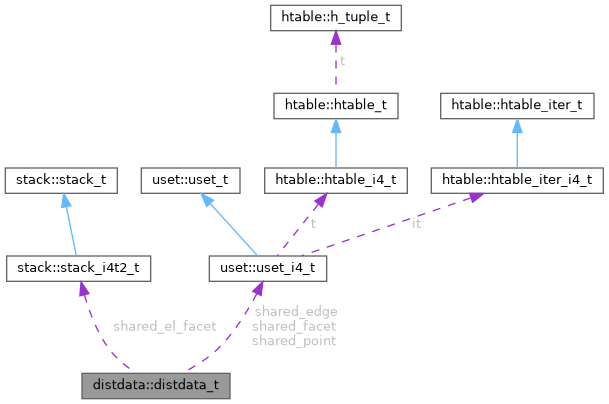 htable::h_tuple_t
t
htable::htable_t
htable::htable_iter_t
stack::stack_t
uset::uset_t
htable::htable_i4_t
htable::htable_iter_i4_t
t
it
stack::stack_i4t2_t
uset::uset_i4_t
shared_el_facet
shared_edge
shared_facet
shared_point
distdata::distdata_t